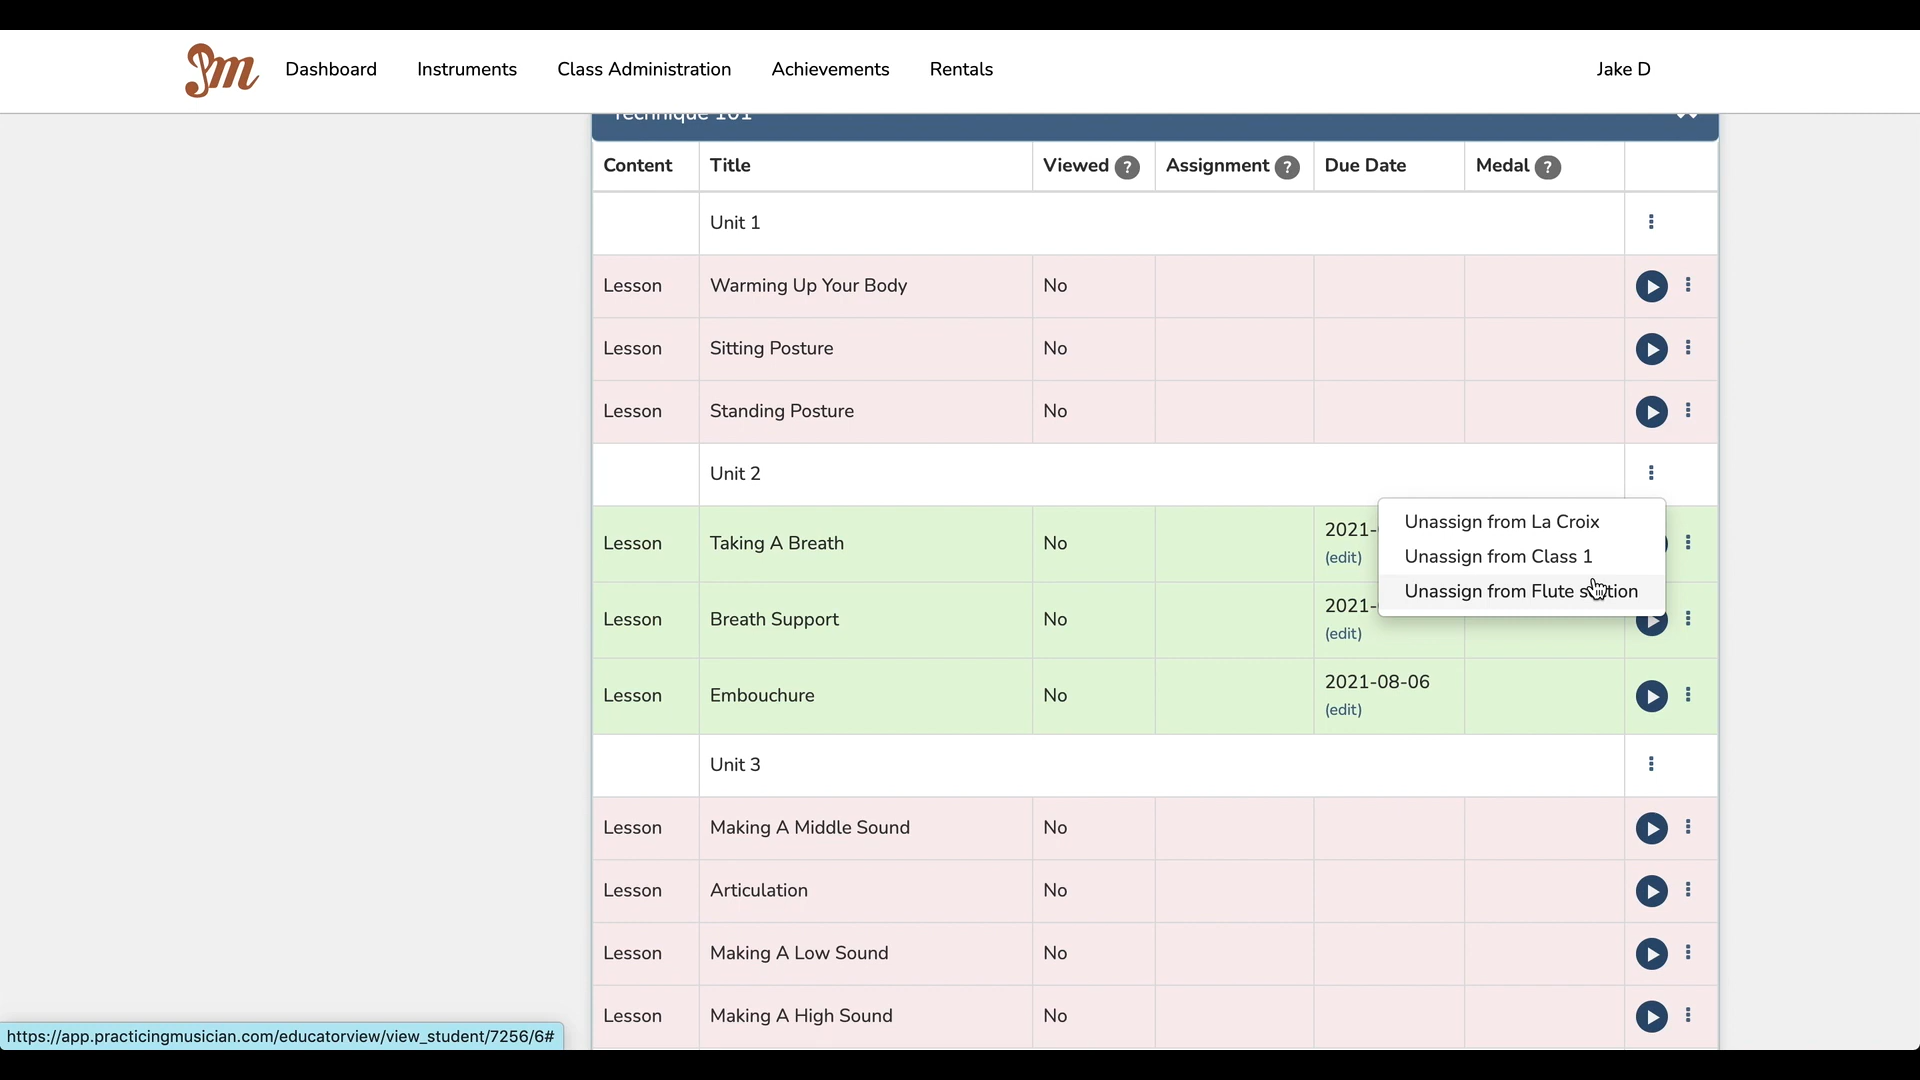 Dashboard Instruments Class Administration Achievements Rentals Jake D
Technique 101
Content Title Viewed ? Assignment ? Due Date Medal ?
Unit 1
Lesson Warming Up Your Body No
Lesson Sitting Posture No
Lesson Standing Posture No
Unit 2
Unassign from La Croix
Unassign from Class 1
Unassign from Flute
Lesson Taking A Breath No 2021-
(edit)
Lesson Breath Support No 2021-
(edit)
Lesson Embouchure No 2021-08-06
(edit)
Unit 3
Lesson Making A Middle Sound No
Lesson Articulation No
Lesson Making A Low Sound No
Lesson Making A High Sound No
https://app.practicingmusician.com/educatorview/view_student/7256/6#